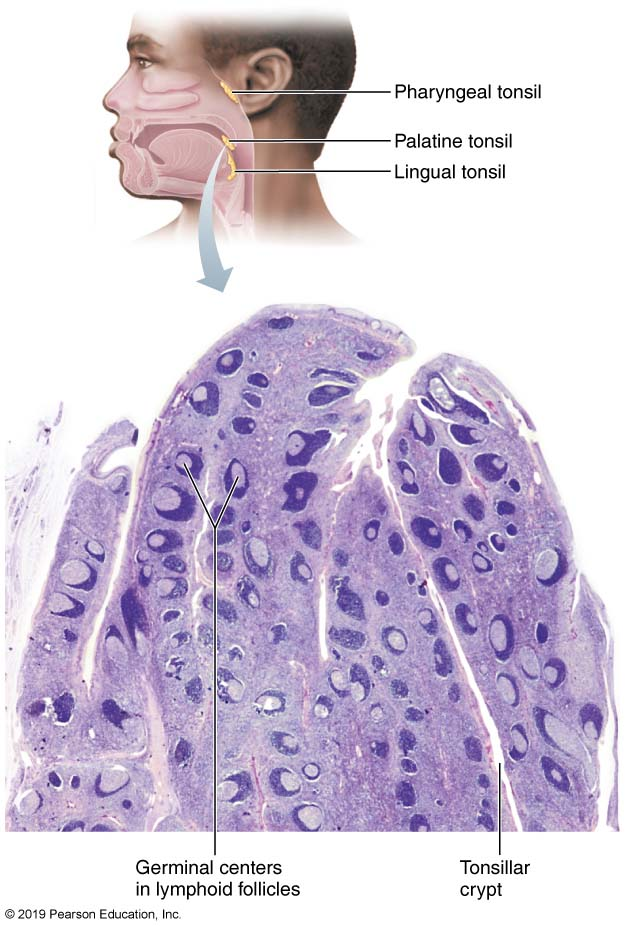 Pharyngeal tonsil
Palatine tonsil
Lingual tonsil
Germinal centers
in lymphoid follicles
Tonsillar
crypt
© 2019 Pearson Education, Inc.